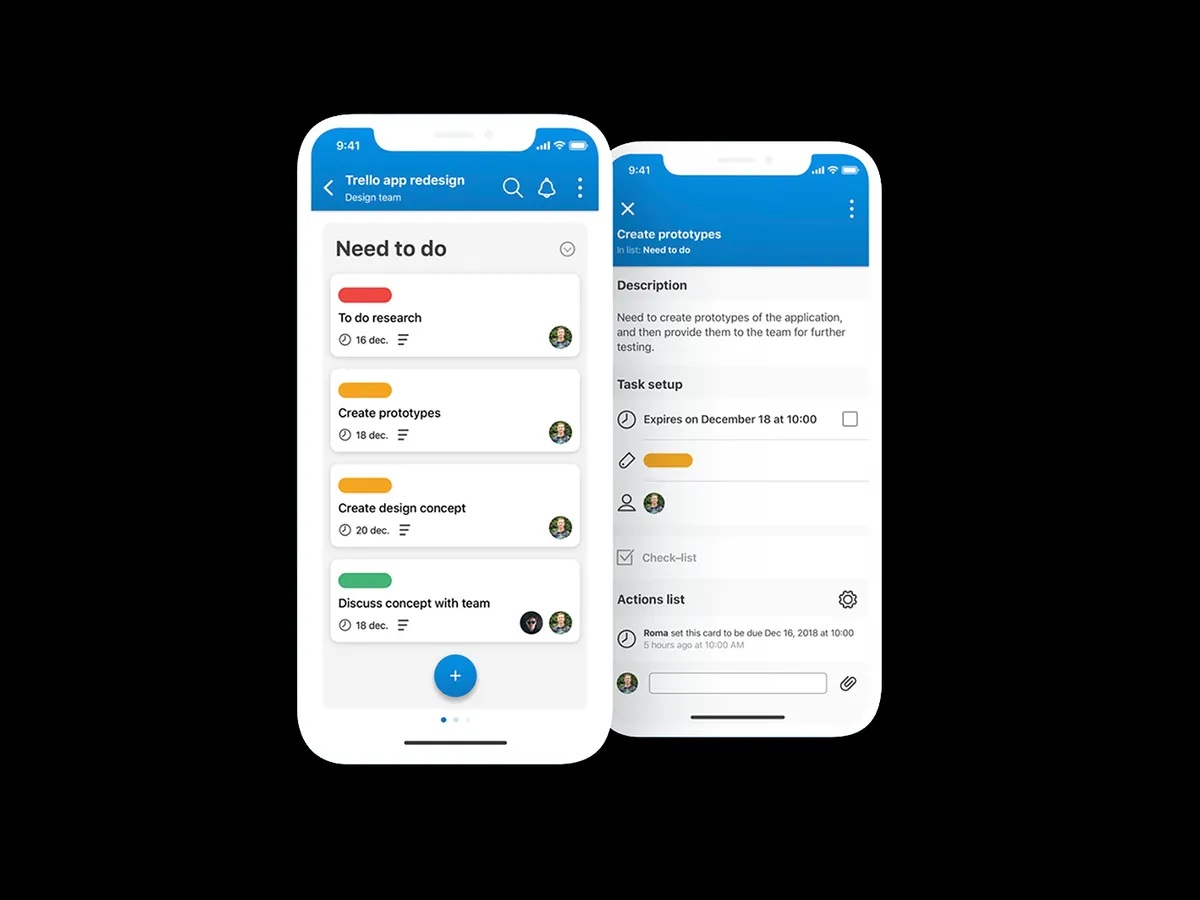 9:41
Trello app redesign
Design team
Need to do
To do research
16 dec.
Create prototypes
18 dec.
Create design concept
20 dec.
Discuss concept with team
18 dec.
+
9:41
Create prototypes
In list: Need to do
Description
Need to create prototypes of the application,
and then provide them to the team for further
testing.
Task setup
Expires on December 18 at 10:00
Check-list
Actions list
Roma set this card to be due Dec 16, 2018 at 10:00
5 hours ago at 10:00 AM